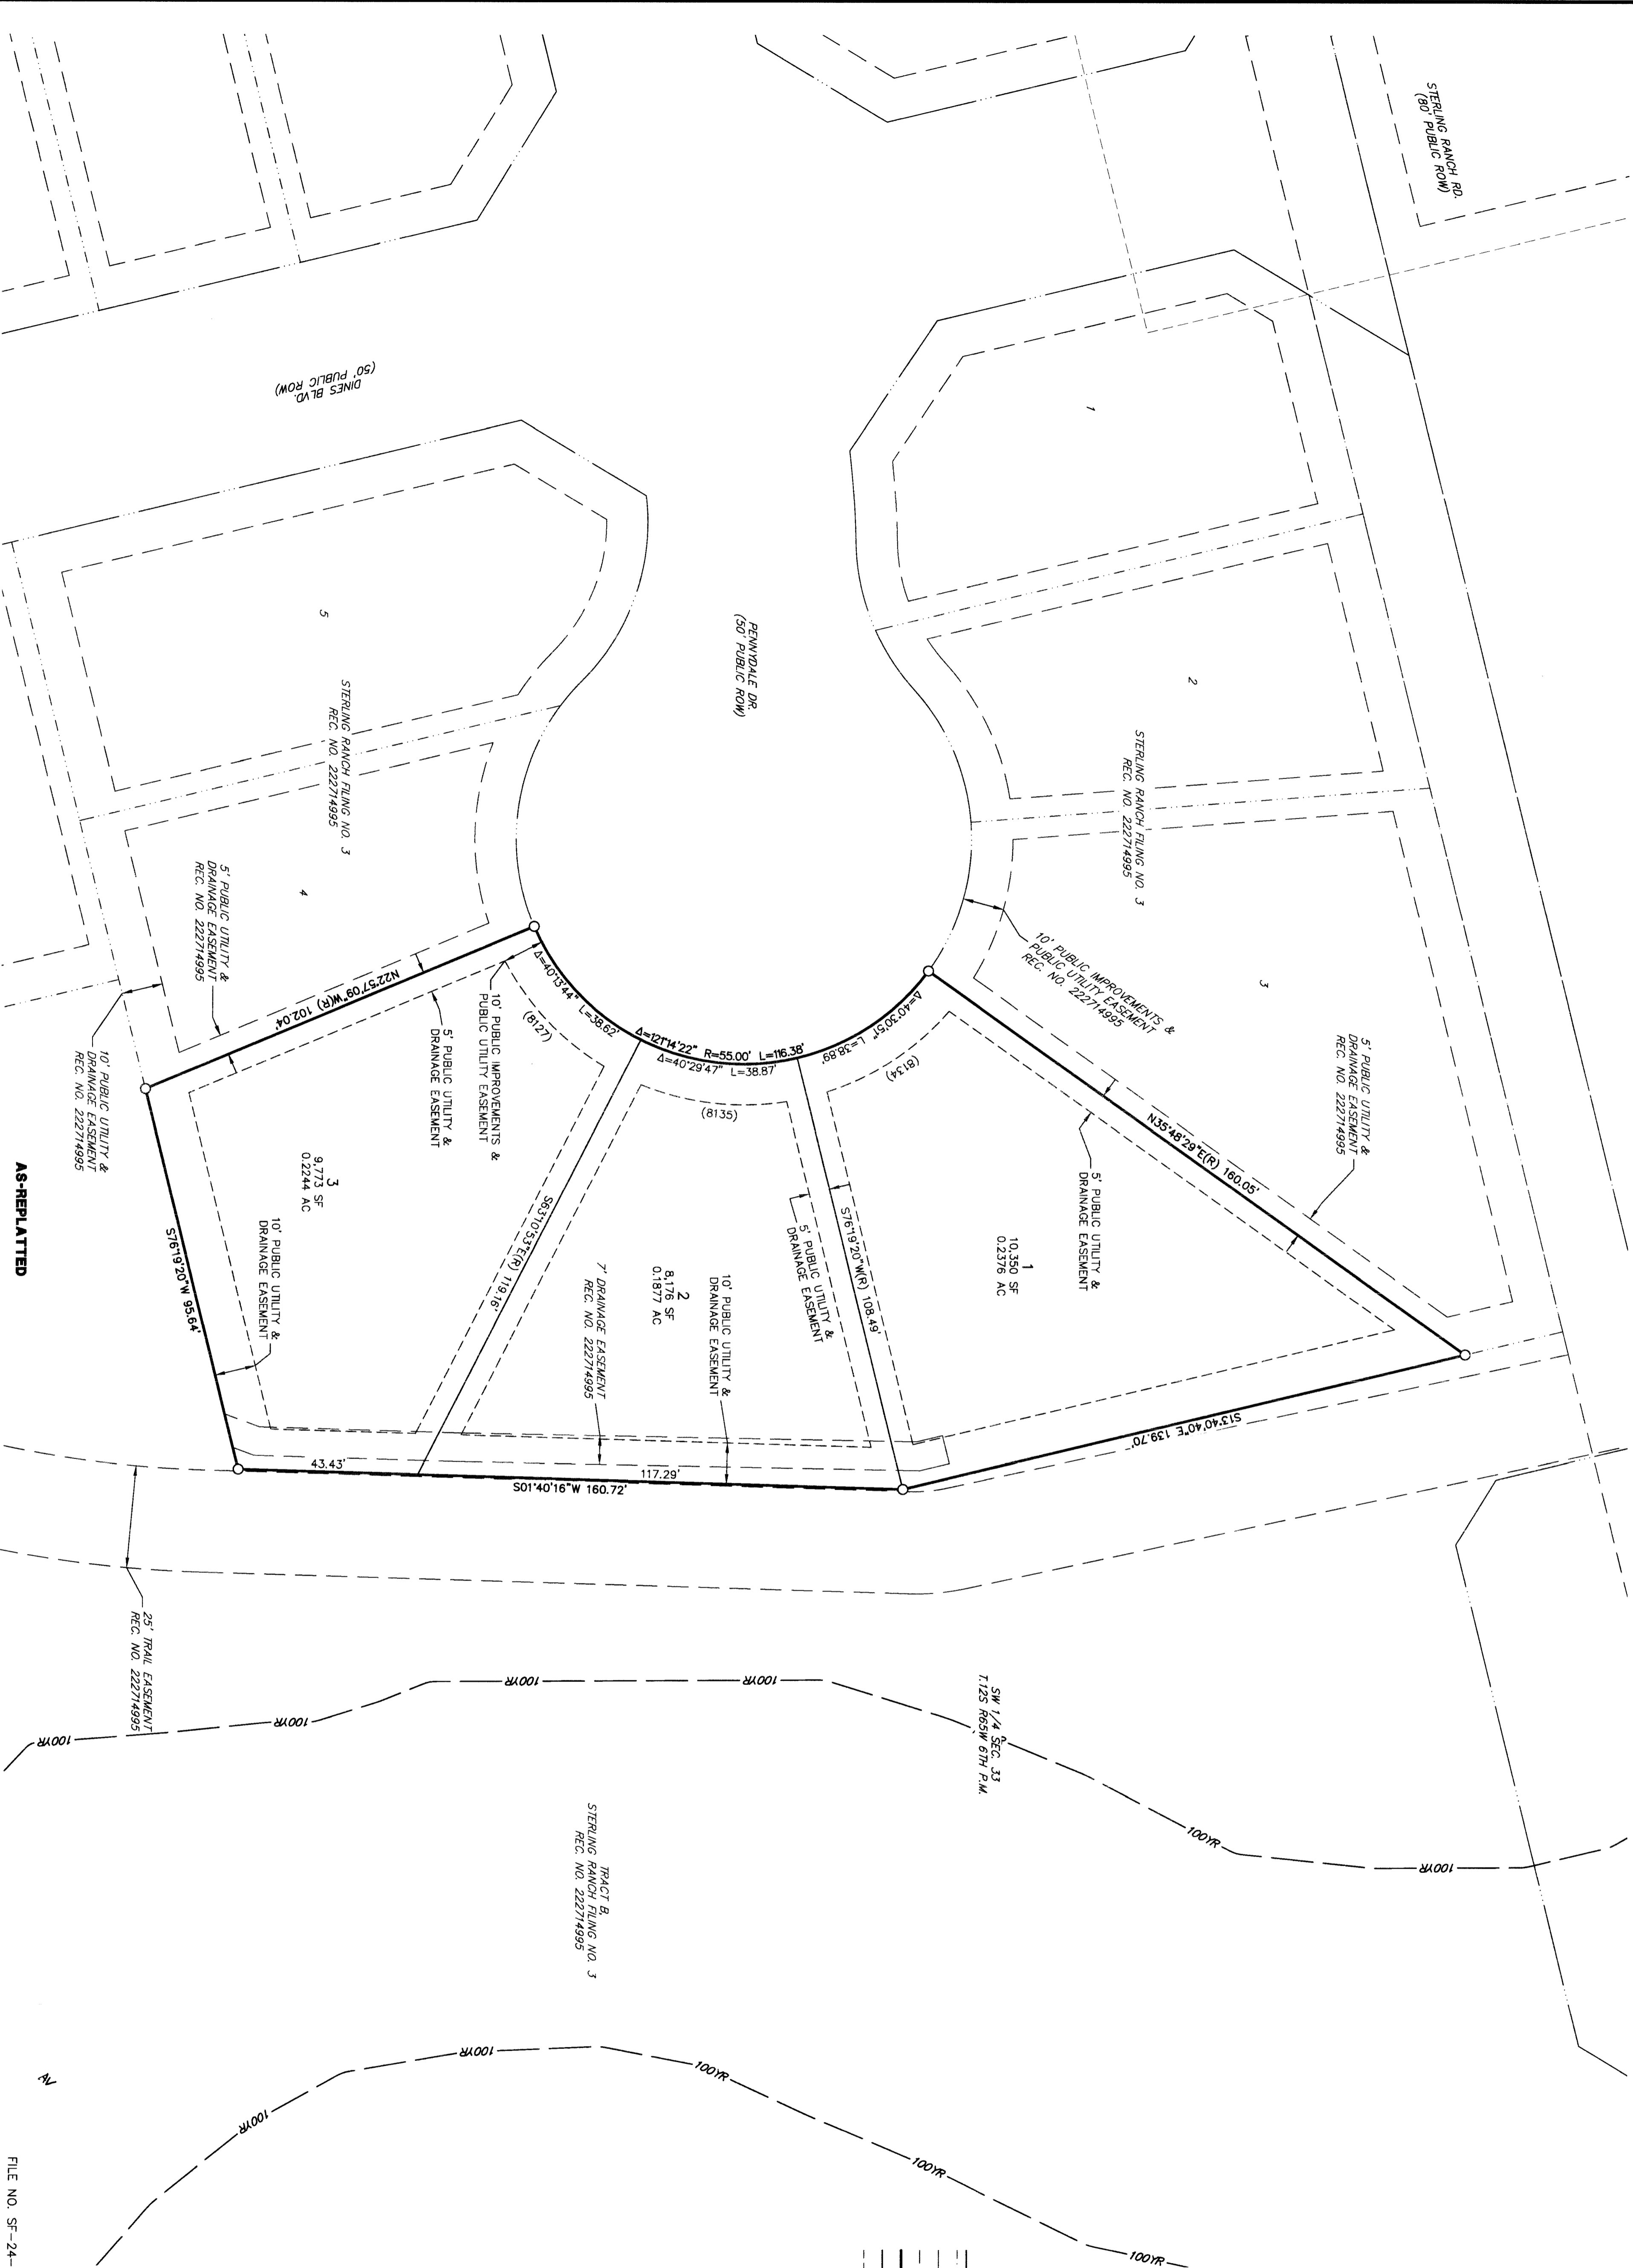 STERLING RANCH RD.
(80' PUBLIC ROW)
DINES BLVD.
(50' PUBLIC ROW)
1
PENNYDALE DR.
(50' PUBLIC ROW)
5
2
STERLING RANCH FILING NO. 3
REC. NO. 222714995
STERLING RANCH FILING NO. 3
REC. NO. 222714995
4
3
5' PUBLIC UTILITY &
DRAINAGE EASEMENT
REC. NO. 222714995
10' PUBLIC IMPROVEMENTS &
PUBLIC UTILITY EASEMENT
REC. NO. 222714995
5' PUBLIC UTILITY &
DRAINAGE EASEMENT
REC. NO. 222714995
10' PUBLIC UTILITY &
DRAINAGE EASEMENT
REC. NO. 222714995
N22°57'09"W(R) 102.04'
Δ=40°13'44" L=38.62'
Δ=121°14'22" R=55.00' L=116.38'
Δ=40°29'47" L=38.87'
Δ=40°30'51" L=38.89'
(8127)
(8135)
(8134)
10' PUBLIC IMPROVEMENTS &
PUBLIC UTILITY EASEMENT
5' PUBLIC UTILITY &
DRAINAGE EASEMENT
N35°48'29"E(R) 160.05'
5' PUBLIC UTILITY &
DRAINAGE EASEMENT
3
9,773 SF
0.2244 AC
S63°10'53"E(R) 119.16'
S76°19'20"W(R) 108.49'
5' PUBLIC UTILITY &
DRAINAGE EASEMENT
1
10,350 SF
0.2376 AC
2
8,176 SF
0.1877 AC
10' PUBLIC UTILITY &
DRAINAGE EASEMENT
7' DRAINAGE EASEMENT
REC. NO. 222714995
10' PUBLIC UTILITY &
DRAINAGE EASEMENT
S76°19'20"W 95.64'
AS-REPLATTED
S13°40'40"E 139.70'
43.43'
117.29'
S01°40'16"W 160.72'
25' TRAIL EASEMENT
REC. NO. 222714995
SW 1/4 SEC. 33
T.12S R65W 6TH P.M.
100YR
100YR
100YR
100YR
100YR
100YR
TRACT B,
STERLING RANCH FILING NO. 3
REC. NO. 222714995
100YR
100YR
100YR
100YR
100YR
FILE NO. SF-24-